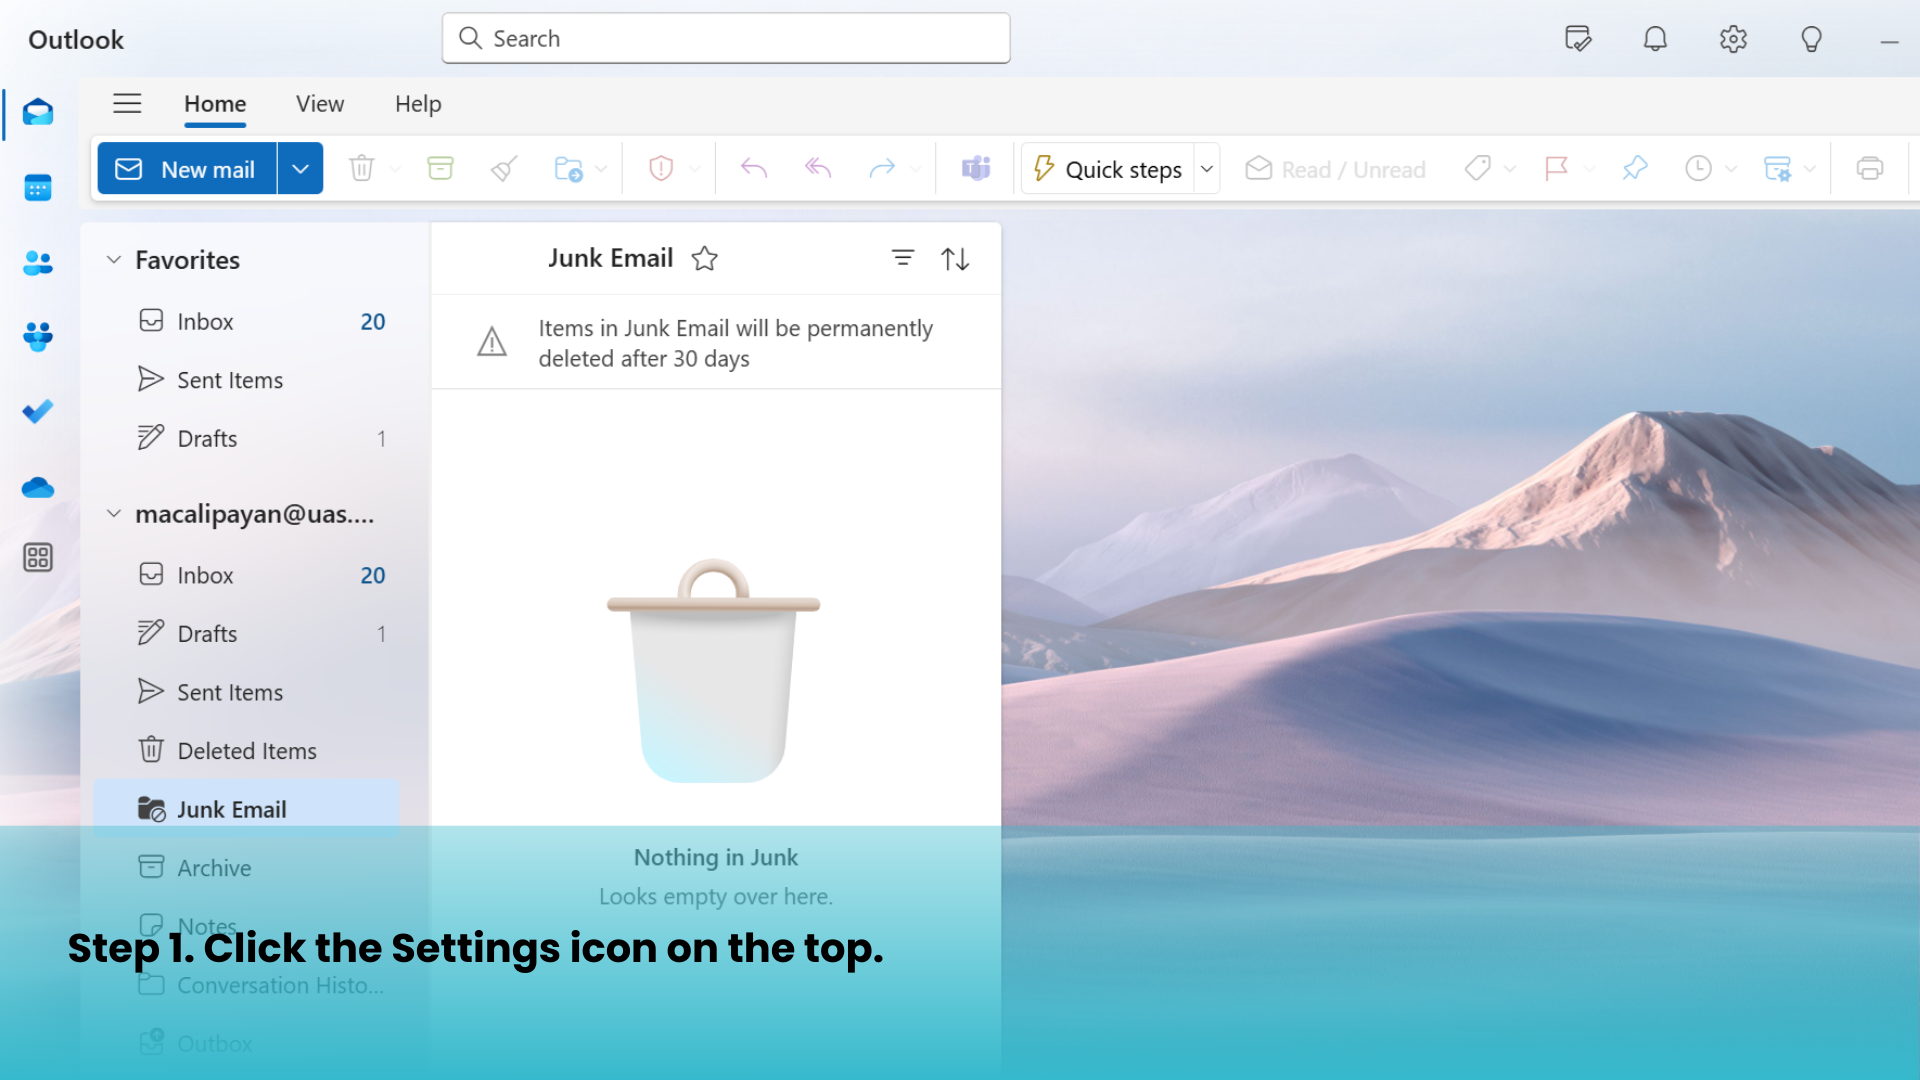 Outlook
Search
Home
View
Help
New mail
Quick steps
Read / Unread
Favorites
Inbox 20
Sent Items
Drafts 1
macalipayan@uas....
Inbox 20
Drafts 1
Sent Items
Deleted Items
Junk Email
Archive
Notes
Conversation Histo...
Outbox
Junk Email
Items in Junk Email will be permanently
deleted after 30 days
Nothing in Junk
Looks empty over here.
Step 1. Click the Settings icon on the top.